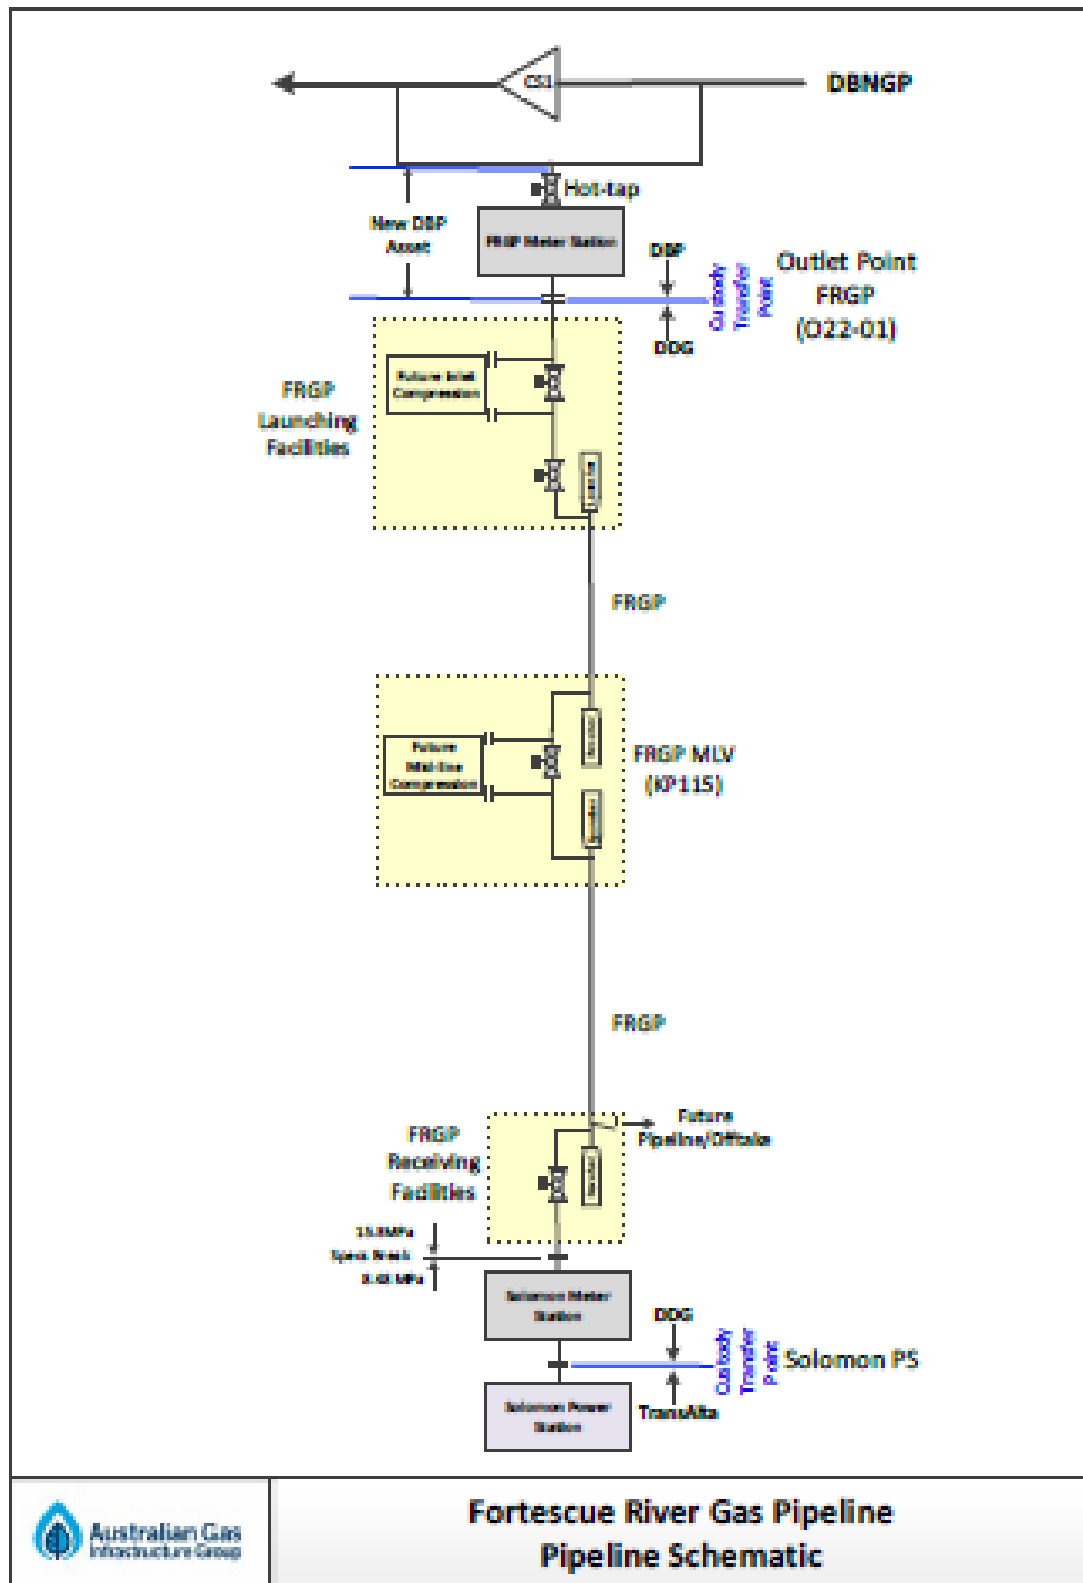 CS1
DBNGP
Hot-tap
New DBP
Asset
FRGP Meter Station
DBP
DDG
Custody
Transfer
Point
Outlet Point
FRGP
(O22-01)
Future Inlet
Compression
FRGP
Launching
Facilities
FRGP
Future
Mid-line
Compression
Receiver
FRGP MLV
(KP115)
FRGP
Future
Pipeline/Offtake
FRGP
Receiving
Facilities
Receiver
Specs Break
Solomon Meter
Station
DDG
TransAlta
Custody
Transfer
Point
Solomon PS
Solomon Power
Station
Australian Gas
Infrastructure Group
Fortescue River Gas Pipeline
Pipeline Schematic